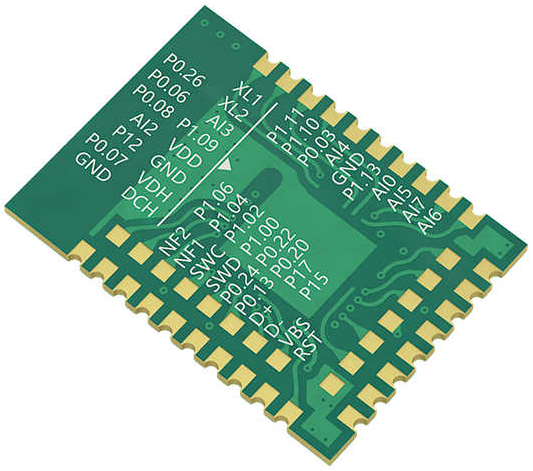 P0.26
P0.06
P0.08
AI2
P12
P0.07
GND
XL1
XL2
AI3
P1.09
VDD
GND
VDH
DCH
P1.11
P1.10
P0.03
AI4
GND
P1.13
AI0
AI5
AI7
AI6
P1.06
P1.04
P1.02
P1.00
P0.22
P0.20
P17
P15
NF2
NF1
SWC
SWD
P0.24
P0.13
D+
D-
VBS
RST